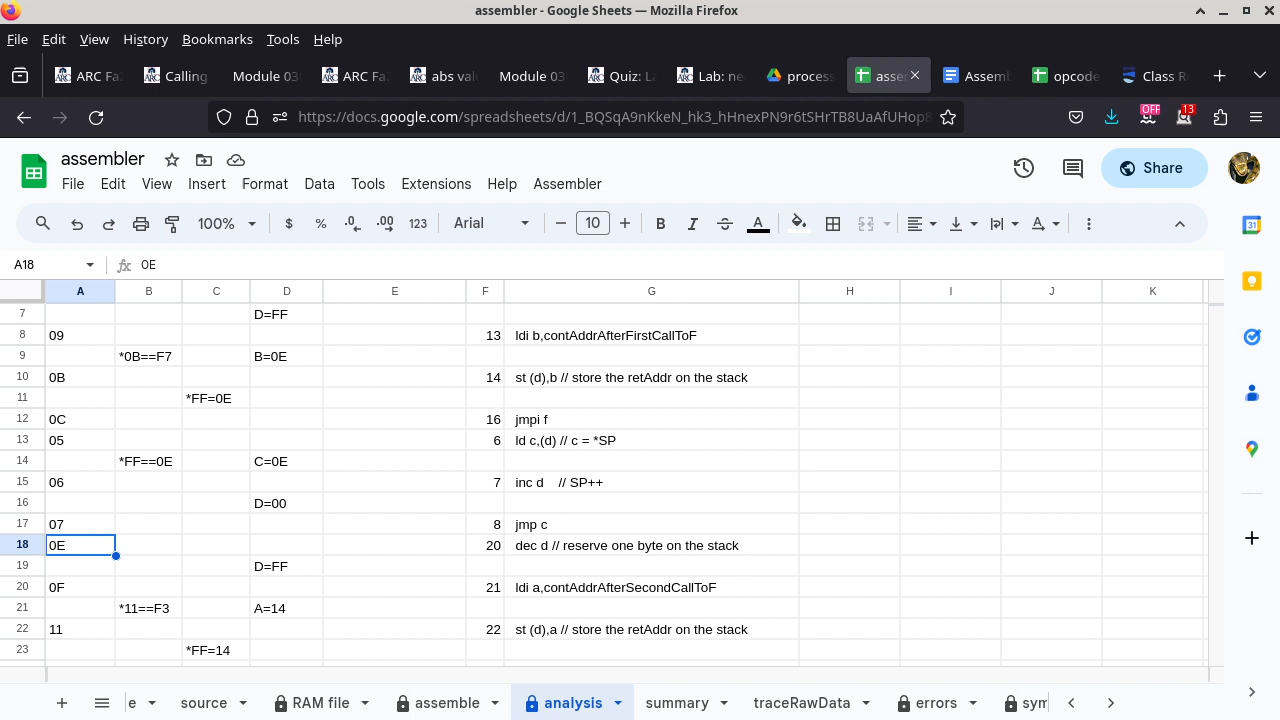 assembler - Google Sheets — Mozilla Firefox
File Edit View History Bookmarks Tools Help
ARC Fa Calling Module 03 ARC Fa abs val Module 03 Quiz: L Lab: ne process asse Assemb opcode Class R
https://docs.google.com/spreadsheets/d/1_BQSqA9nKkeN_hk3_hHnexPN9r6tSHrTB8UaAfUHop8 OFF 13
assembler
File Edit View Insert Format Data Tools Extensions Help Assembler
Share
100% $ % .0 .00 123 Arial 10 B I A
A18 0E
A B C D E F G H I J K
7 D=FF
8 09 13 ldi b,contAddrAfterFirstCallToF
9 *0B==F7 B=0E
10 0B 14 st (d),b // store the retAddr on the stack
11 *FF=0E
12 0C 16 jmpi f
13 05 6 ld c,(d) // c = *SP
14 *FF==0E C=0E
15 06 7 inc d // SP++
16 D=00
17 07 8 jmp c
18 0E 20 dec d // reserve one byte on the stack
19 D=FF
20 0F 21 ldi a,contAddrAfterSecondCallToF
21 *11==F3 A=14
22 11 22 st (d),a // store the retAddr on the stack
23 *FF=14
e source RAM file assemble analysis summary traceRawData errors sym